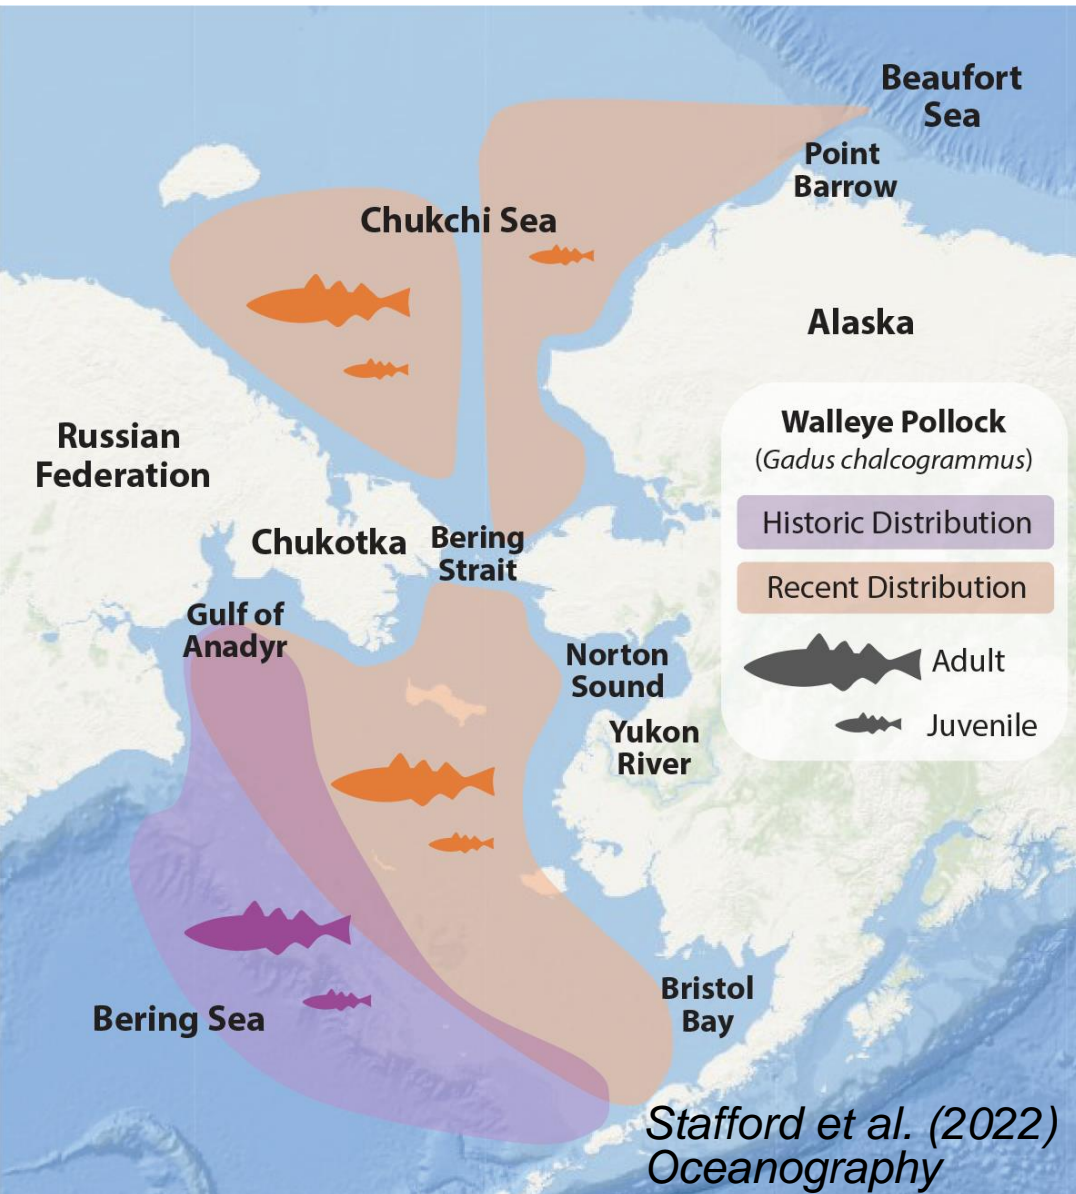 Beaufort
Sea
Point
Barrow
Chukchi Sea
Alaska
Russian
Federation
Walleye Pollock
(Gadus chalcogrammus)
Historic Distribution
Recent Distribution
Adult
Juvenile
Chukotka
Bering
Strait
Gulf of
Anadyr
Norton
Sound
Yukon
River
Bering Sea
Bristol
Bay
Stafford et al. (2022)
Oceanography